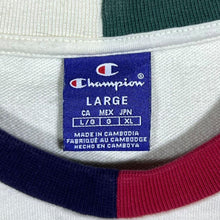 Champion
LARGE
CA MEX JPN
L/G G XL
MADE IN CAMBODIA
FABRIQUÉ AU CAMBODGE
HECHO EN CAMBOYA